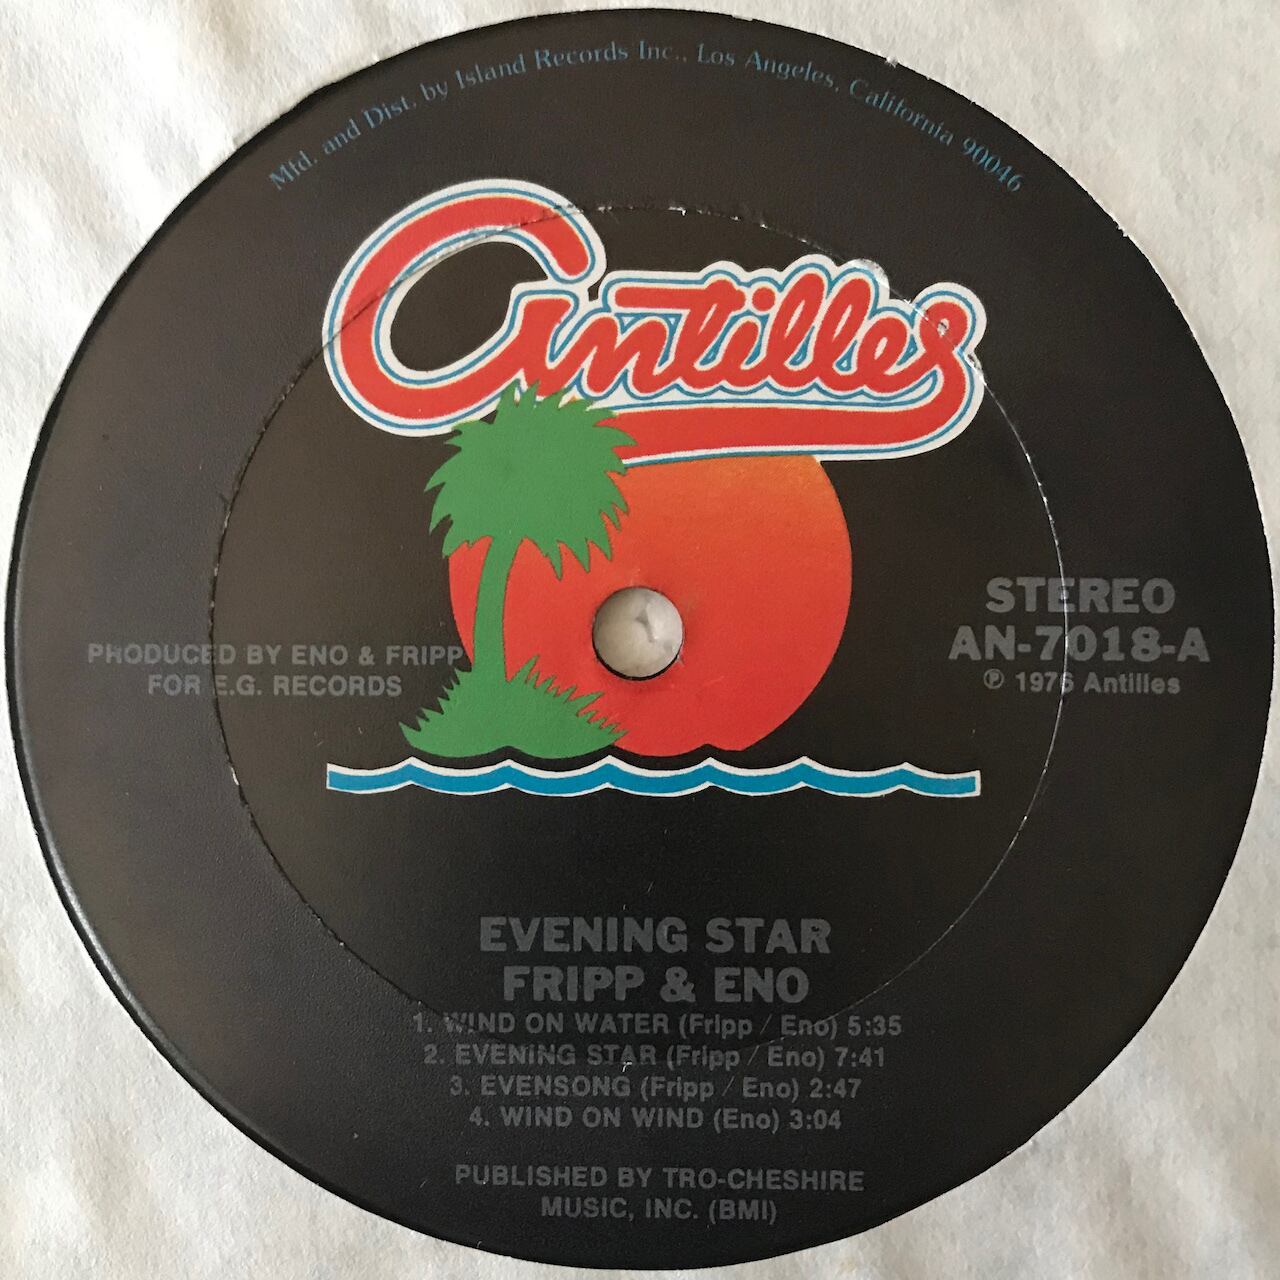 Mfd. and Dist. by Island Records Inc., Los Angeles, California 90046
Antilles
STEREO
AN-7018-A
℗ 1976 Antilles
PRODUCED BY ENO & FRIPP
FOR E.G. RECORDS
EVENING STAR
FRIPP & ENO
1. WIND ON WATER (Fripp / Eno) 5:35
2. EVENING STAR (Fripp / Eno) 7:41
3. EVENSONG (Fripp / Eno) 2:47
4. WIND ON WIND (Eno) 3:04
PUBLISHED BY TRO-CHESHIRE
MUSIC, INC. (BMI)